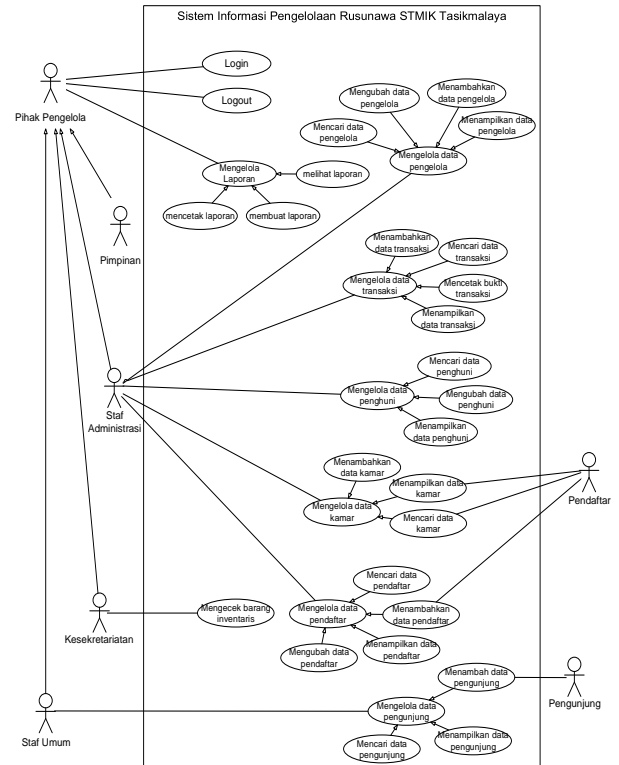 Sistem Informasi Pengelolaan Rusunawa STMIK Tasikmalaya
Login
Logout
Pihak Pengelola
Mengubah data
pengelola
Menambahkan
data pengelola
Mencari data
pengelola
Menampilkan data
pengelola
Mengelola data
pengelola
Mengelola
Laporan
melihat laporan
mencetak laporan
membuat laporan
Pimpinan
Menambahkan
data transaksi
Mencari data
transaksi
Mengelola data
transaksi
Mencetak bukti
transaksi
Menampilkan
data transaksi
Staf
Administrasi
Mencari data
penghuni
Mengelola data
penghuni
Mengubah data
penghuni
Menampilkan
data penghuni
Menambahkan
data kamar
Menampilkan data
kamar
Mengelola data
kamar
Mencari data
kamar
Pendaftar
Mencari data
pendaftar
Mengelola data
pendaftar
Menambahkan
data pendaftar
Mengubah data
pendaftar
Menampilkan data
pendaftar
Mengecek barang
inventaris
Kesekretariatan
Menambah data
pengunjung
Pengunjung
Mengelola data
pengunjung
Menampilkan data
pengunjung
Mencari data
pengunjung
Staf Umum